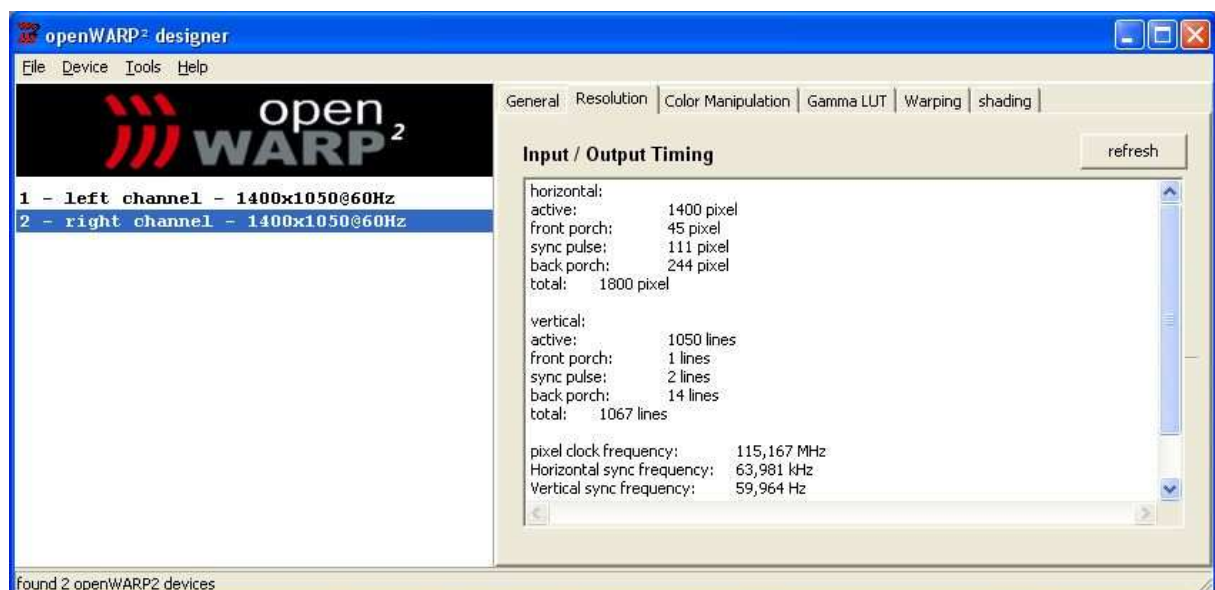 openWARP² designer
File Device Tools Help
open
WARP²
1 - left channel - 1400x1050@60Hz
2 - right channel - 1400x1050@60Hz
General Resolution Color Manipulation Gamma LUT Warping shading
Input / Output Timing
refresh
horizontal:
active: 1400 pixel
front porch: 45 pixel
sync pulse: 111 pixel
back porch: 244 pixel
total: 1800 pixel
vertical:
active: 1050 lines
front porch: 1 lines
sync pulse: 2 lines
back porch: 14 lines
total: 1067 lines
pixel clock frequency: 115,167 MHz
Horizontal sync frequency: 63,981 kHz
Vertical sync frequency: 59,964 Hz
found 2 openWARP2 devices